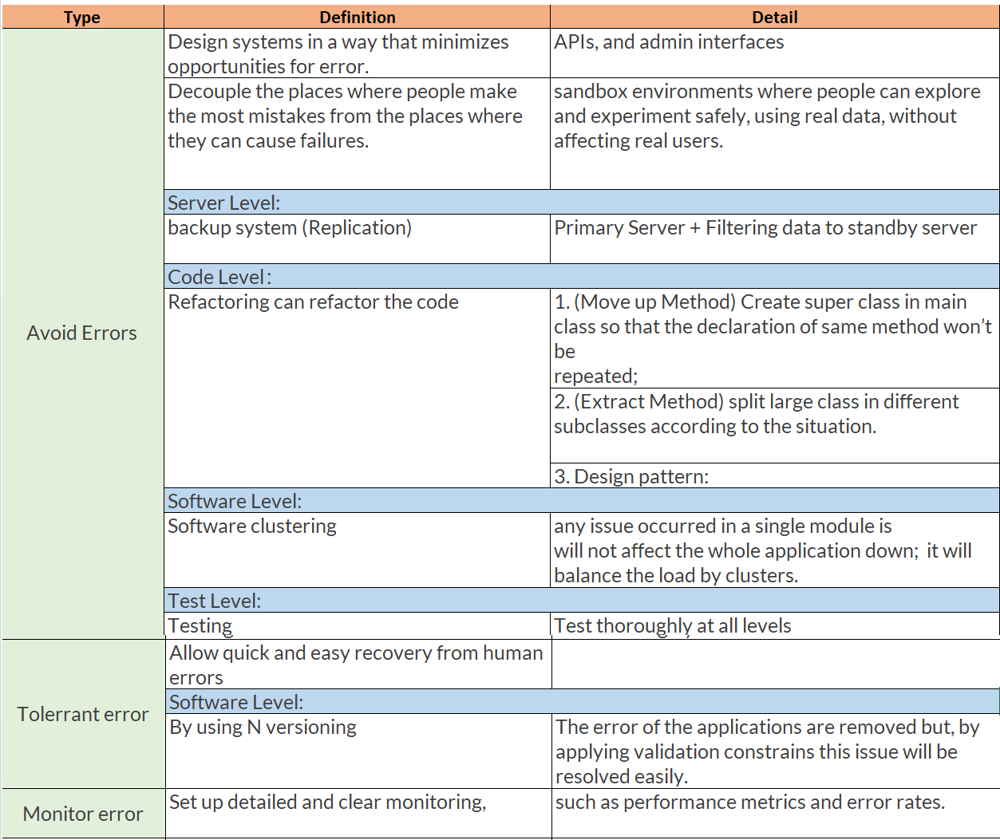 Type Definition Detail
Avoid Errors
Design systems in a way that minimizes
opportunities for error.
APIs, and admin interfaces
Decouple the places where people make
the most mistakes from the places where
they can cause failures.
sandbox environments where people can explore
and experiment safely, using real data, without
affecting real users.
Server Level:
backup system (Replication)
Primary Server + Filtering data to standby server
Code Level:
Refactoring can refactor the code
1. (Move up Method) Create super class in main
class so that the declaration of same method won’t
be
repeated;
2. (Extract Method) split large class in different
subclasses according to the situation.
3. Design pattern:
Software Level:
Software clustering
any issue occurred in a single module is
will not affect the whole application down;  it will
balance the load by clusters.
Test Level:
Testing
Test thoroughly at all levels
Tolerrant error
Allow quick and easy recovery from human
errors
Software Level:
By using N versioning
The error of the applications are removed but, by
applying validation constrains this issue will be
resolved easily.
Monitor error
Set up detailed and clear monitoring,
such as performance metrics and error rates.